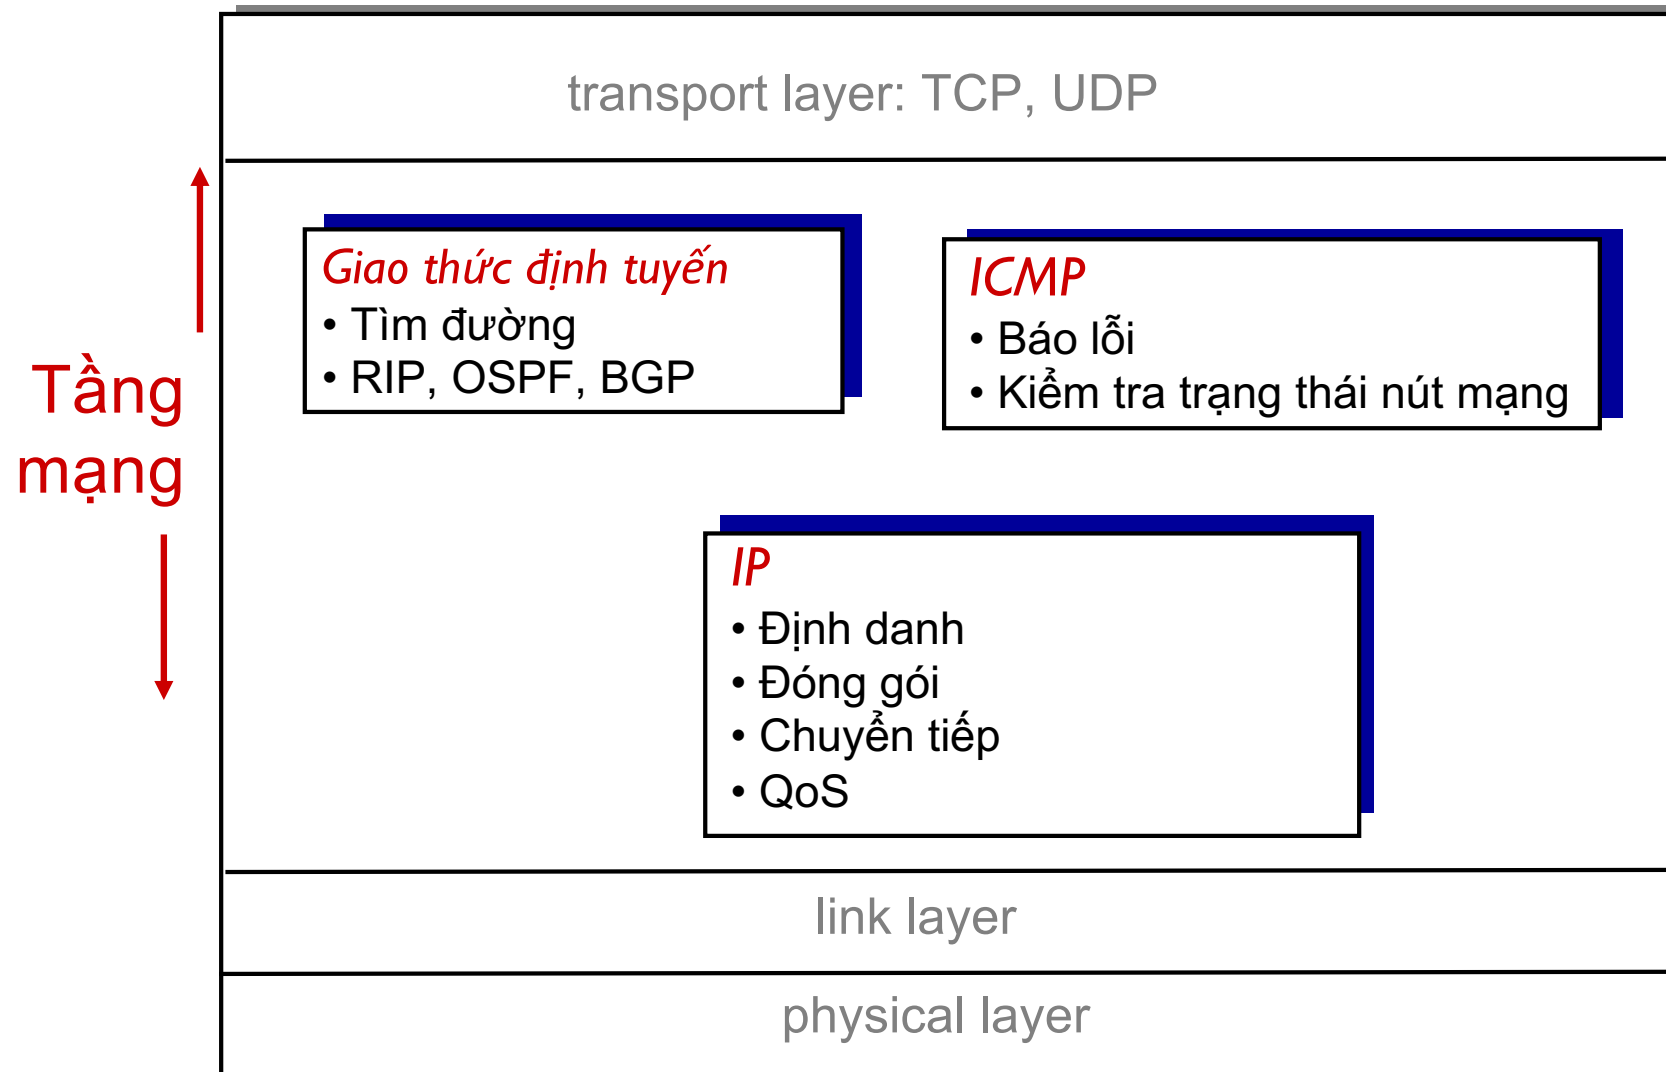 transport layer: TCP, UDP
Giao thức định tuyến
• Tìm đường
• RIP, OSPF, BGP
ICMP
• Báo lỗi
• Kiểm tra trạng thái nút mạng
Tầng
mạng
IP
• Định danh
• Đóng gói
• Chuyển tiếp
• QoS
link layer
physical layer